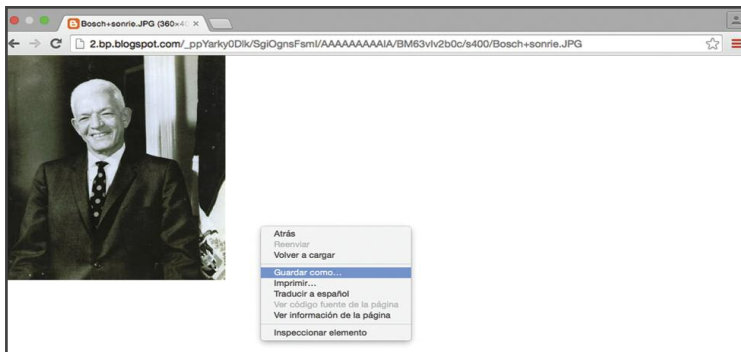 Bosch+sonrie.JPG (360×4
2.bp.blogspot.com/_ppYarky0Dlk/SgiOgnsFsmI/AAAAAAAAAIA/BM63vIv2b0c/s400/Bosch+sonrie.JPG
Atrás
Reenviar
Volver a cargar
Guardar como...
Imprimir...
Traducir a español
Ver código fuente de la página
Ver información de la página
Inspeccionar elemento